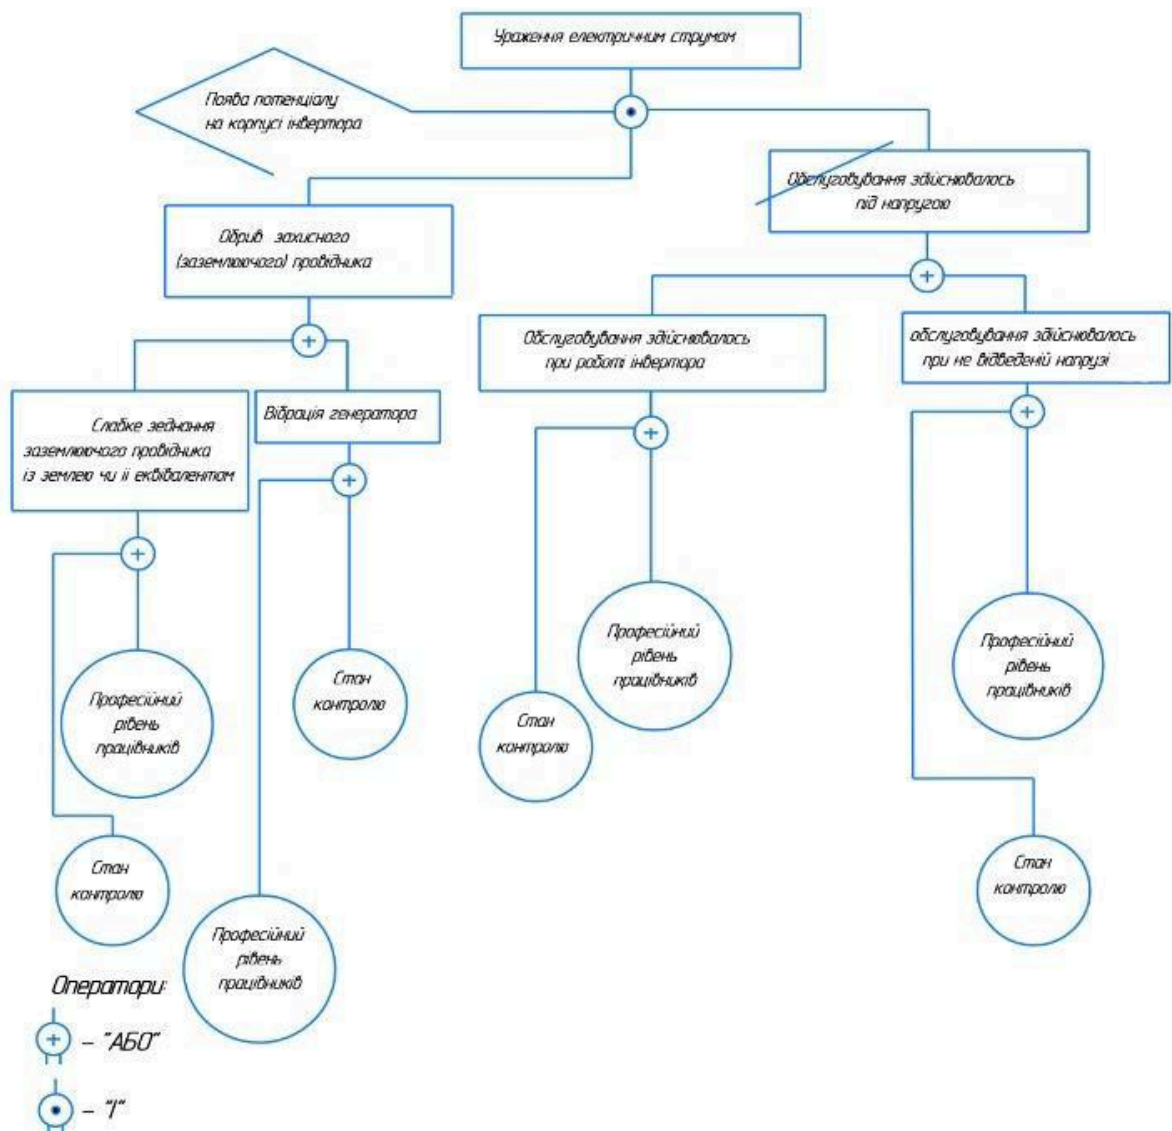 Ураження електричним струмом
Поява потенціалу
на корпусі інвертора
Обслуговування здійснювалось
під напругою
Обрив захисного
(заземлюючого) провідника
Обслуговування здійснювалось
при роботі інвертора
обслуговування здійснювалось
при не відведеній напрузі
Слабке зеднання
заземлюючого провідника
із землею чи її еквівалентом
Вібрація генератора
Професійний
рівень
працівників
Стан
контролю
Професійний
рівень
працівників
Стан
контролю
Професійний
рівень
працівників
Стан
контролю
Професійний
рівень
працівників
Стан
контролю
Оператори:
+ - "АБО"
- "І"